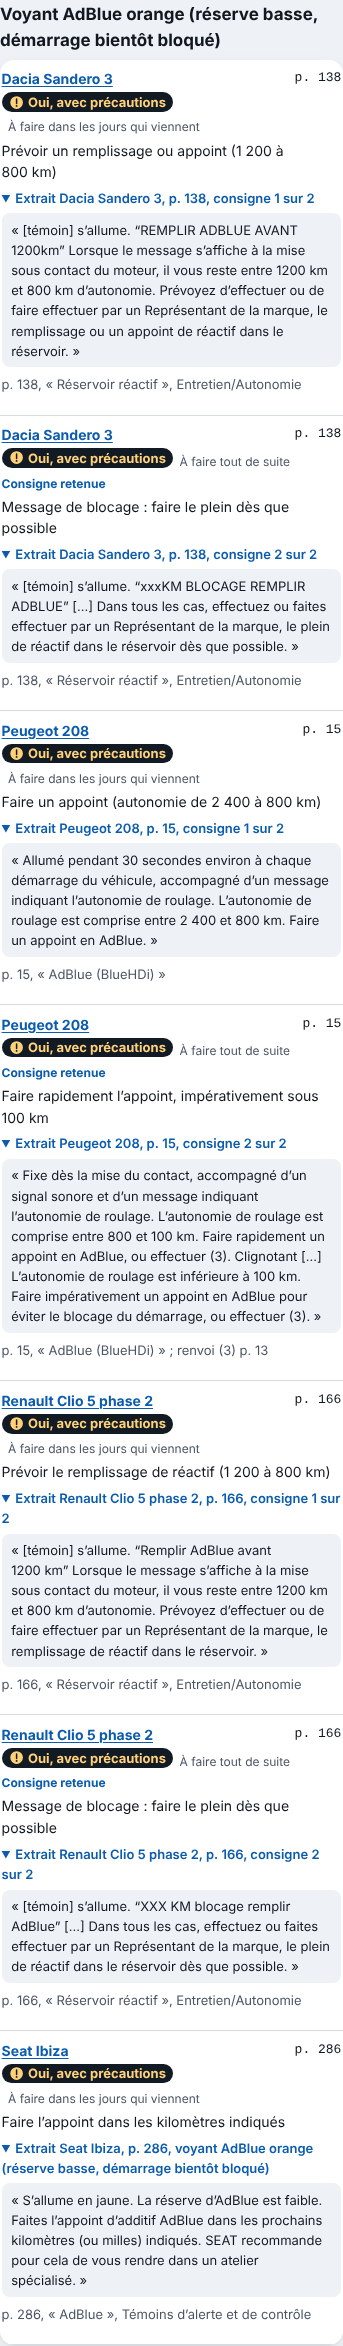 Voyant AdBlue orange (réserve basse,
démarrage bientôt bloqué)
Dacia Sandero 3 p. 138
Oui, avec précautions
À faire dans les jours qui viennent
Prévoir un remplissage ou appoint (1 200 à
800 km)
▼ Extrait Dacia Sandero 3, p. 138, consigne 1 sur 2
« [témoin] s’allume. “REMPLIR ADBLUE AVANT
1200km” Lorsque le message s’affiche à la mise
sous contact du moteur, il vous reste entre 1200 km
et 800 km d’autonomie. Prévoyez d’effectuer ou de
faire effectuer par un Représentant de la marque, le
remplissage ou un appoint de réactif dans le
réservoir. »
p. 138, « Réservoir réactif », Entretien/Autonomie
Dacia Sandero 3 p. 138
Oui, avec précautions À faire tout de suite
Consigne retenue
Message de blocage : faire le plein dès que
possible
▼ Extrait Dacia Sandero 3, p. 138, consigne 2 sur 2
« [témoin] s’allume. “xxxKM BLOCAGE REMPLIR
ADBLUE” [...] Dans tous les cas, effectuez ou faites
effectuer par un Représentant de la marque, le plein
de réactif dans le réservoir dès que possible. »
p. 138, « Réservoir réactif », Entretien/Autonomie
Peugeot 208 p. 15
Oui, avec précautions
À faire dans les jours qui viennent
Faire un appoint (autonomie de 2 400 à 800 km)
▼ Extrait Peugeot 208, p. 15, consigne 1 sur 2
« Allumé pendant 30 secondes environ à chaque
démarrage du véhicule, accompagné d’un message
indiquant l’autonomie de roulage. L’autonomie de
roulage est comprise entre 2 400 et 800 km. Faire
un appoint en AdBlue. »
p. 15, « AdBlue (BlueHDi) »
Peugeot 208 p. 15
Oui, avec précautions À faire tout de suite
Consigne retenue
Faire rapidement l’appoint, impérativement sous
100 km
▼ Extrait Peugeot 208, p. 15, consigne 2 sur 2
« Fixe dès la mise du contact, accompagné d’un
signal sonore et d’un message indiquant
l’autonomie de roulage. L’autonomie de roulage est
comprise entre 800 et 100 km. Faire rapidement un
appoint en AdBlue, ou effectuer (3). Clignotant [...]
L’autonomie de roulage est inférieure à 100 km.
Faire impérativement un appoint en AdBlue pour
éviter le blocage du démarrage, ou effectuer (3). »
p. 15, « AdBlue (BlueHDi) » ; renvoi (3) p. 13
Renault Clio 5 phase 2 p. 166
Oui, avec précautions
À faire dans les jours qui viennent
Prévoir le remplissage de réactif (1 200 à 800 km)
▼ Extrait Renault Clio 5 phase 2, p. 166, consigne 1 sur
2
« [témoin] s’allume. “Remplir AdBlue avant
1200 km” Lorsque le message s’affiche à la mise
sous contact du moteur, il vous reste entre 1200 km
et 800 km d’autonomie. Prévoyez d’effectuer ou de
faire effectuer par un Représentant de la marque, le
remplissage de réactif dans le réservoir. »
p. 166, « Réservoir réactif », Entretien/Autonomie
Renault Clio 5 phase 2 p. 166
Oui, avec précautions À faire tout de suite
Consigne retenue
Message de blocage : faire le plein dès que
possible
▼ Extrait Renault Clio 5 phase 2, p. 166, consigne 2
sur 2
« [témoin] s’allume. “XXX KM blocage remplir
AdBlue” [...] Dans tous les cas, effectuez ou faites
effectuer par un Représentant de la marque, le plein
de réactif dans le réservoir dès que possible. »
p. 166, « Réservoir réactif », Entretien/Autonomie
Seat Ibiza p. 286
Oui, avec précautions
À faire dans les jours qui viennent
Faire l’appoint dans les kilomètres indiqués
▼ Extrait Seat Ibiza, p. 286, voyant AdBlue orange
(réserve basse, démarrage bientôt bloqué)
« S’allume en jaune. La réserve d’AdBlue est faible.
Faites l’appoint d’additif AdBlue dans les prochains
kilomètres (ou milles) indiqués. SEAT recommande
pour cela de vous rendre dans un atelier
spécialisé. »
p. 286, « AdBlue », Témoins d’alerte et de contrôle